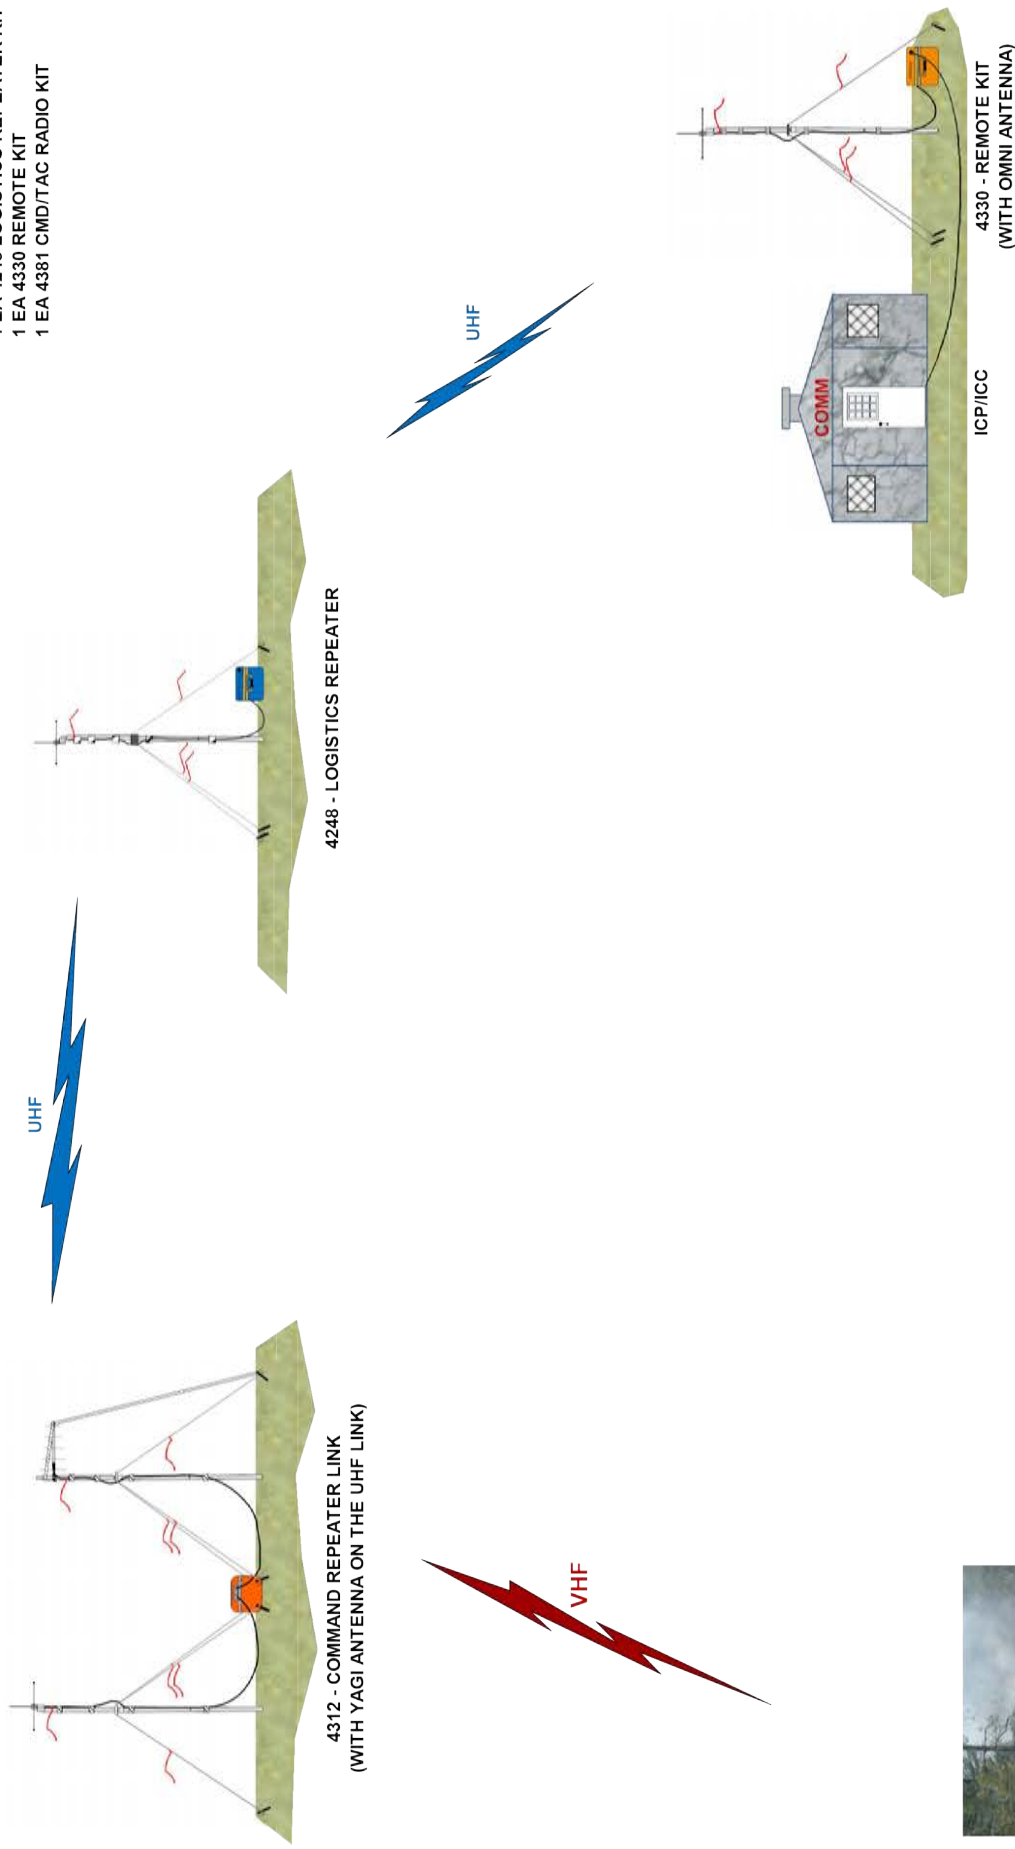 1 EA 4330 REMOTE KIT
1 EA 4381 CMD/TAC RADIO KIT
UHF
UHF
4248 - LOGISTICS REPEATER
4312 - COMMAND REPEATER LINK
(WITH YAGI ANTENNA ON THE UHF LINK)
VHF
COMM
ICP/ICC
4330 - REMOTE KIT
(WITH OMNI ANTENNA)